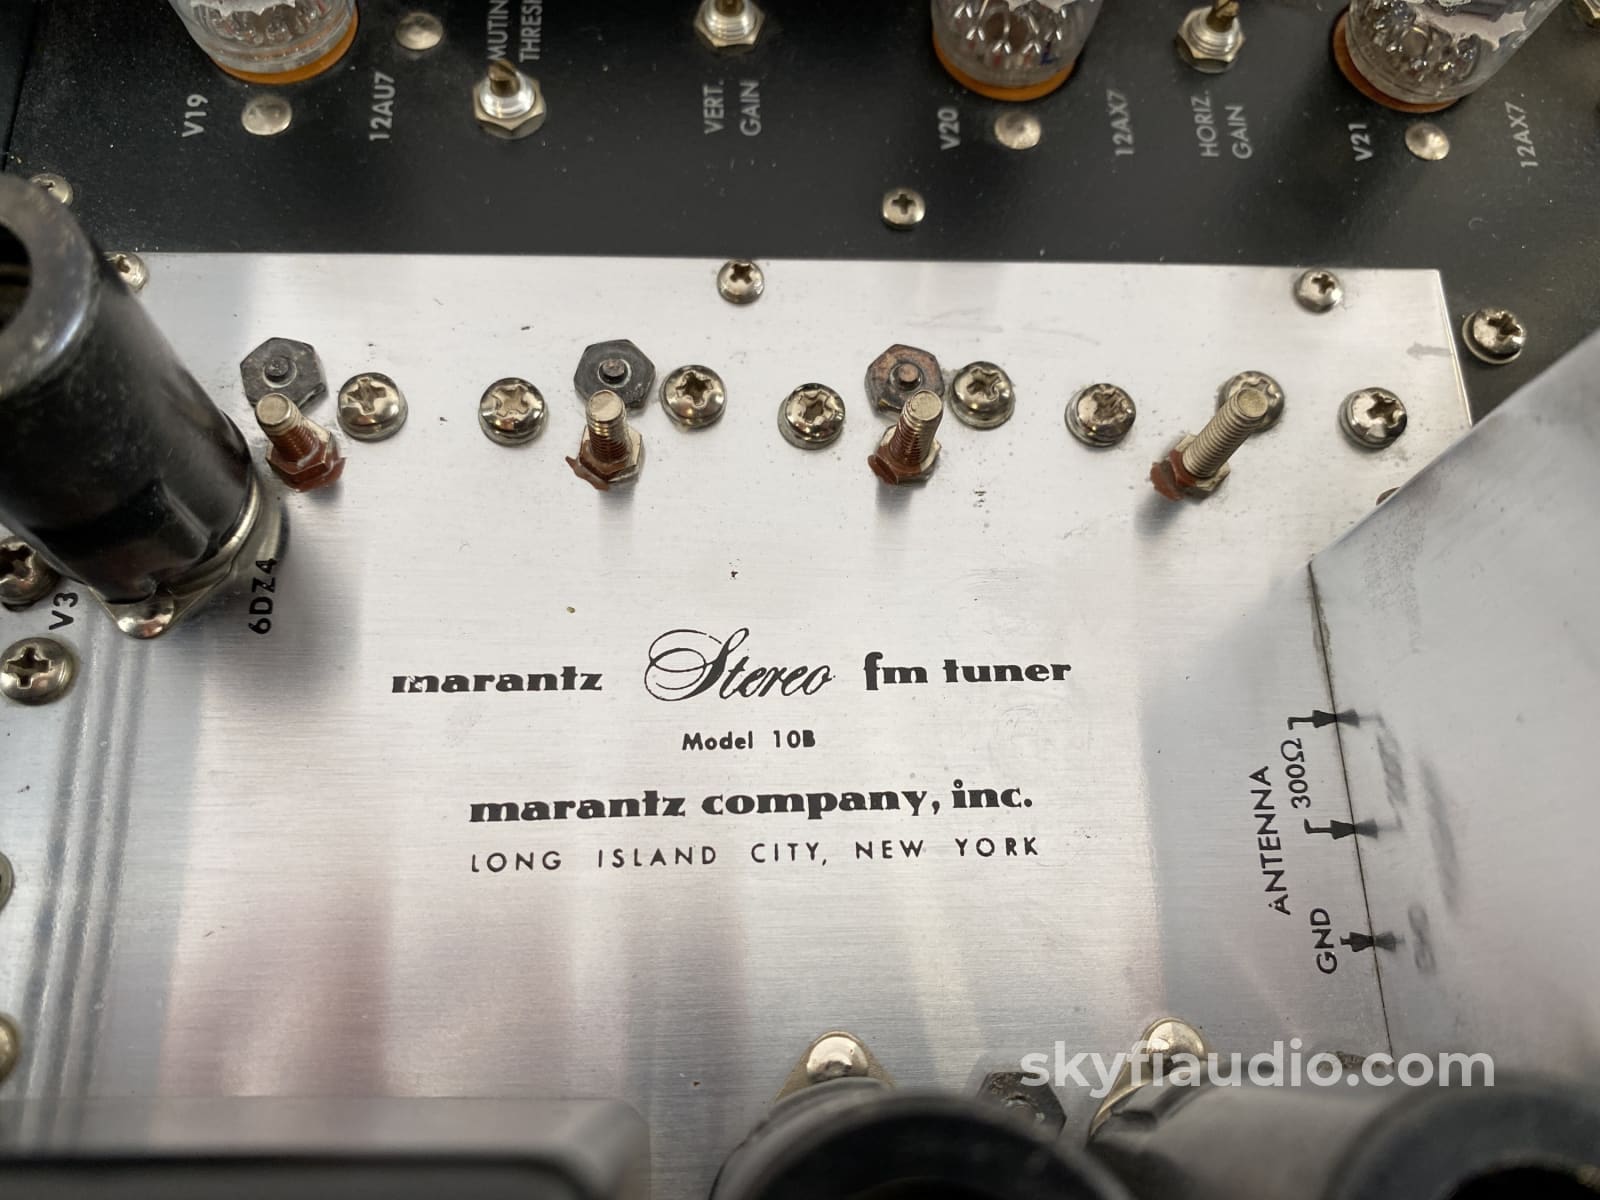 V19
12AU7
MUTIN
THRES
VERT.
GAIN
V20
12AX7
HORIZ.
GAIN
V21
12AX7
V3
6DZ4
marantz Stereo fm tuner
Model 10B
marantz company, inc.
LONG ISLAND CITY, NEW YORK
ANTENNA
300Ω
GND
skyfiaudio.com